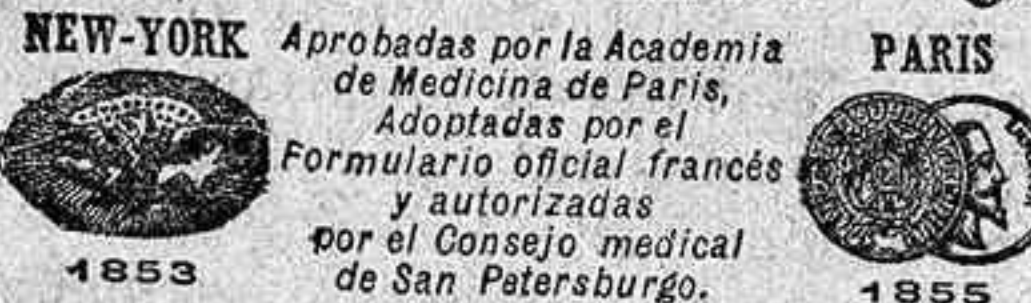 NEW-YORK
Aprobadas por la Academia
de Medicina de Paris,
Adoptadas por el
Formulario oficial francés
y autorizadas
por el Consejo medical
de San Petersburgo.
1853
PARIS
1855